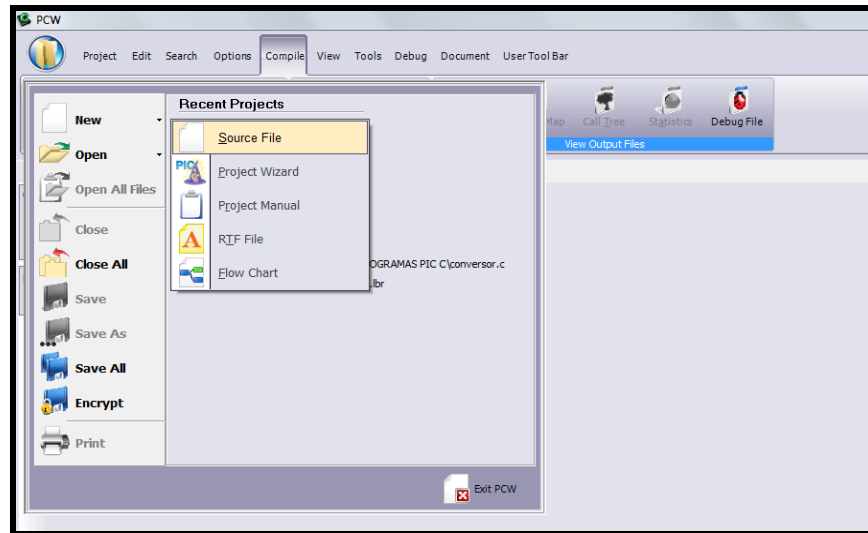 PCW
Project Edit Search Options Compile View Tools Debug Document User Tool Bar
Map Call Tree Statistics Debug File
View Output Files
Recent Projects
New
Source File
Open
Project Wizard
Open All Files
Project Manual
Close
RTF File
Close All
OGRAMAS PIC C\conversor.c
Flow Chart
.lbr
Save
Save As
Save All
Encrypt
Print
Exit PCW